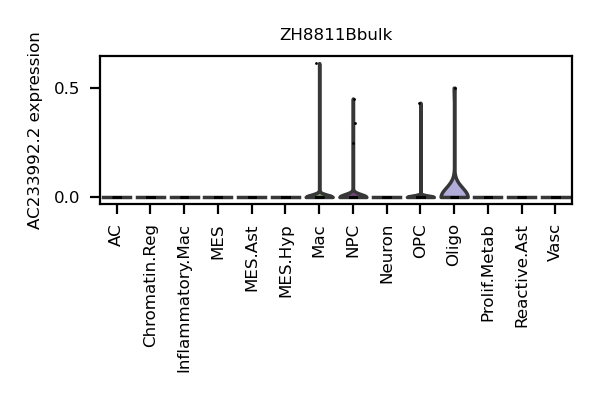 ZH8811Bbulk
AC233992.2 expression
0.5
0.0
AC
Chromatin.Reg
Inflammatory.Mac
MES
MES.Ast
MES.Hyp
Mac
NPC
Neuron
OPC
Oligo
Prolif.Metab
Reactive.Ast
Vasc